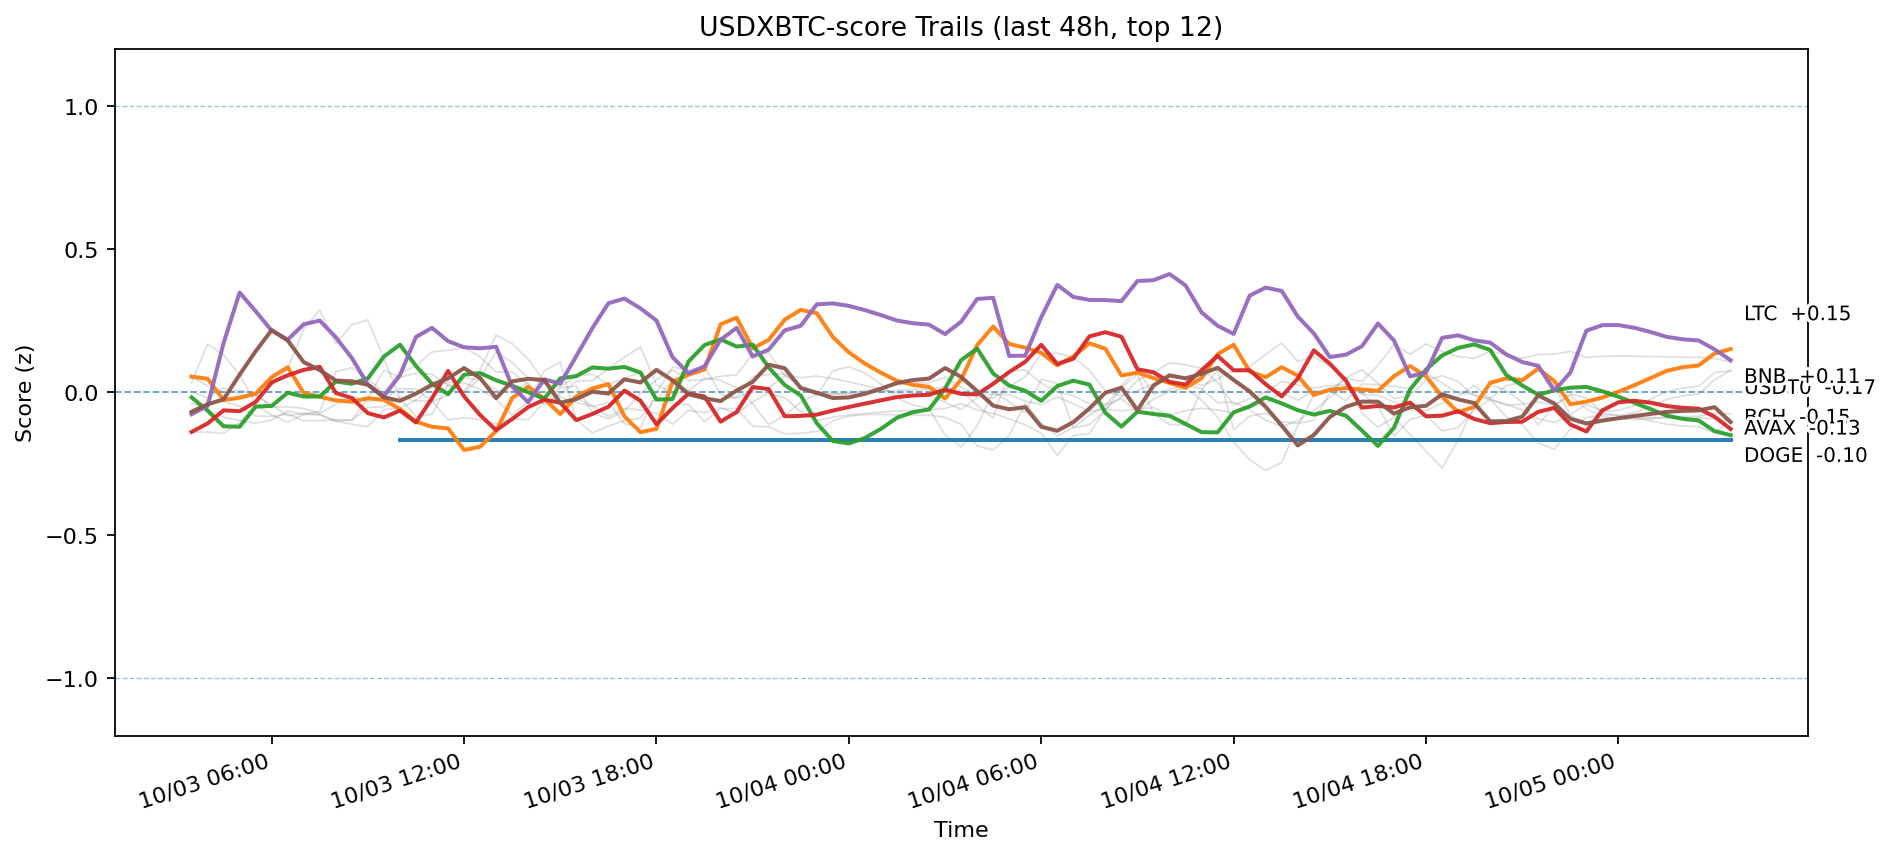 USDXBTC-score Trails (last 48h, top 12)
Score (z)
1.0
0.5
0.0
−0.5
−1.0
LTC +0.15
BNB +0.11
USDT0 -0.17
-0.15
AVAX -0.13
DOGE -0.10
10/03 06:00
10/03 12:00
10/03 18:00
10/04 00:00
10/04 06:00
10/04 12:00
10/04 18:00
10/05 00:00
Time